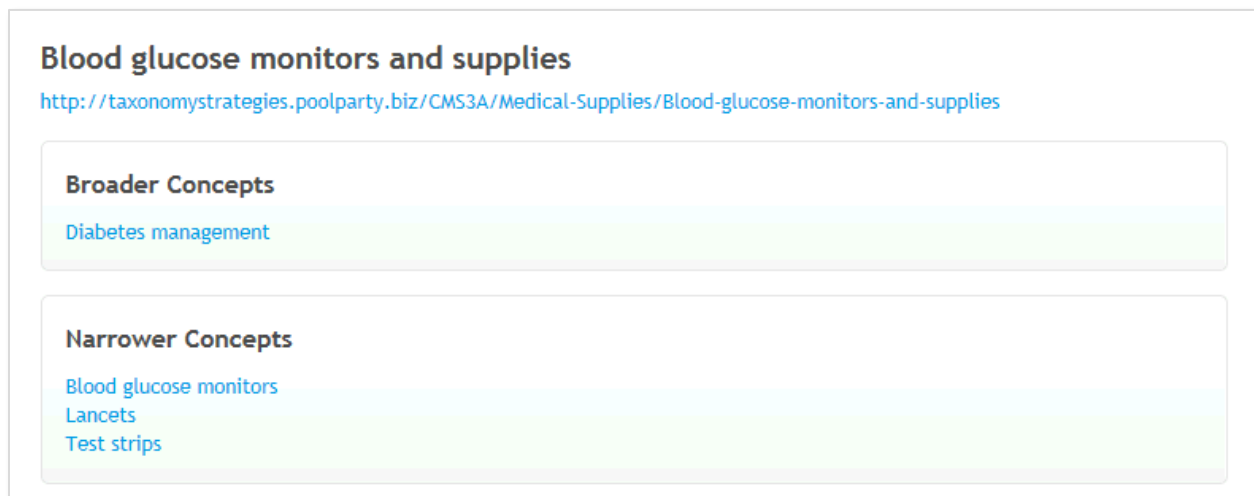 Blood glucose monitors and supplies
http://taxonomystrategies.poolparty.biz/CMS3A/Medical-Supplies/Blood-glucose-monitors-and-supplies
Broader Concepts
Diabetes management
Narrower Concepts
Blood glucose monitors
Lancets
Test strips